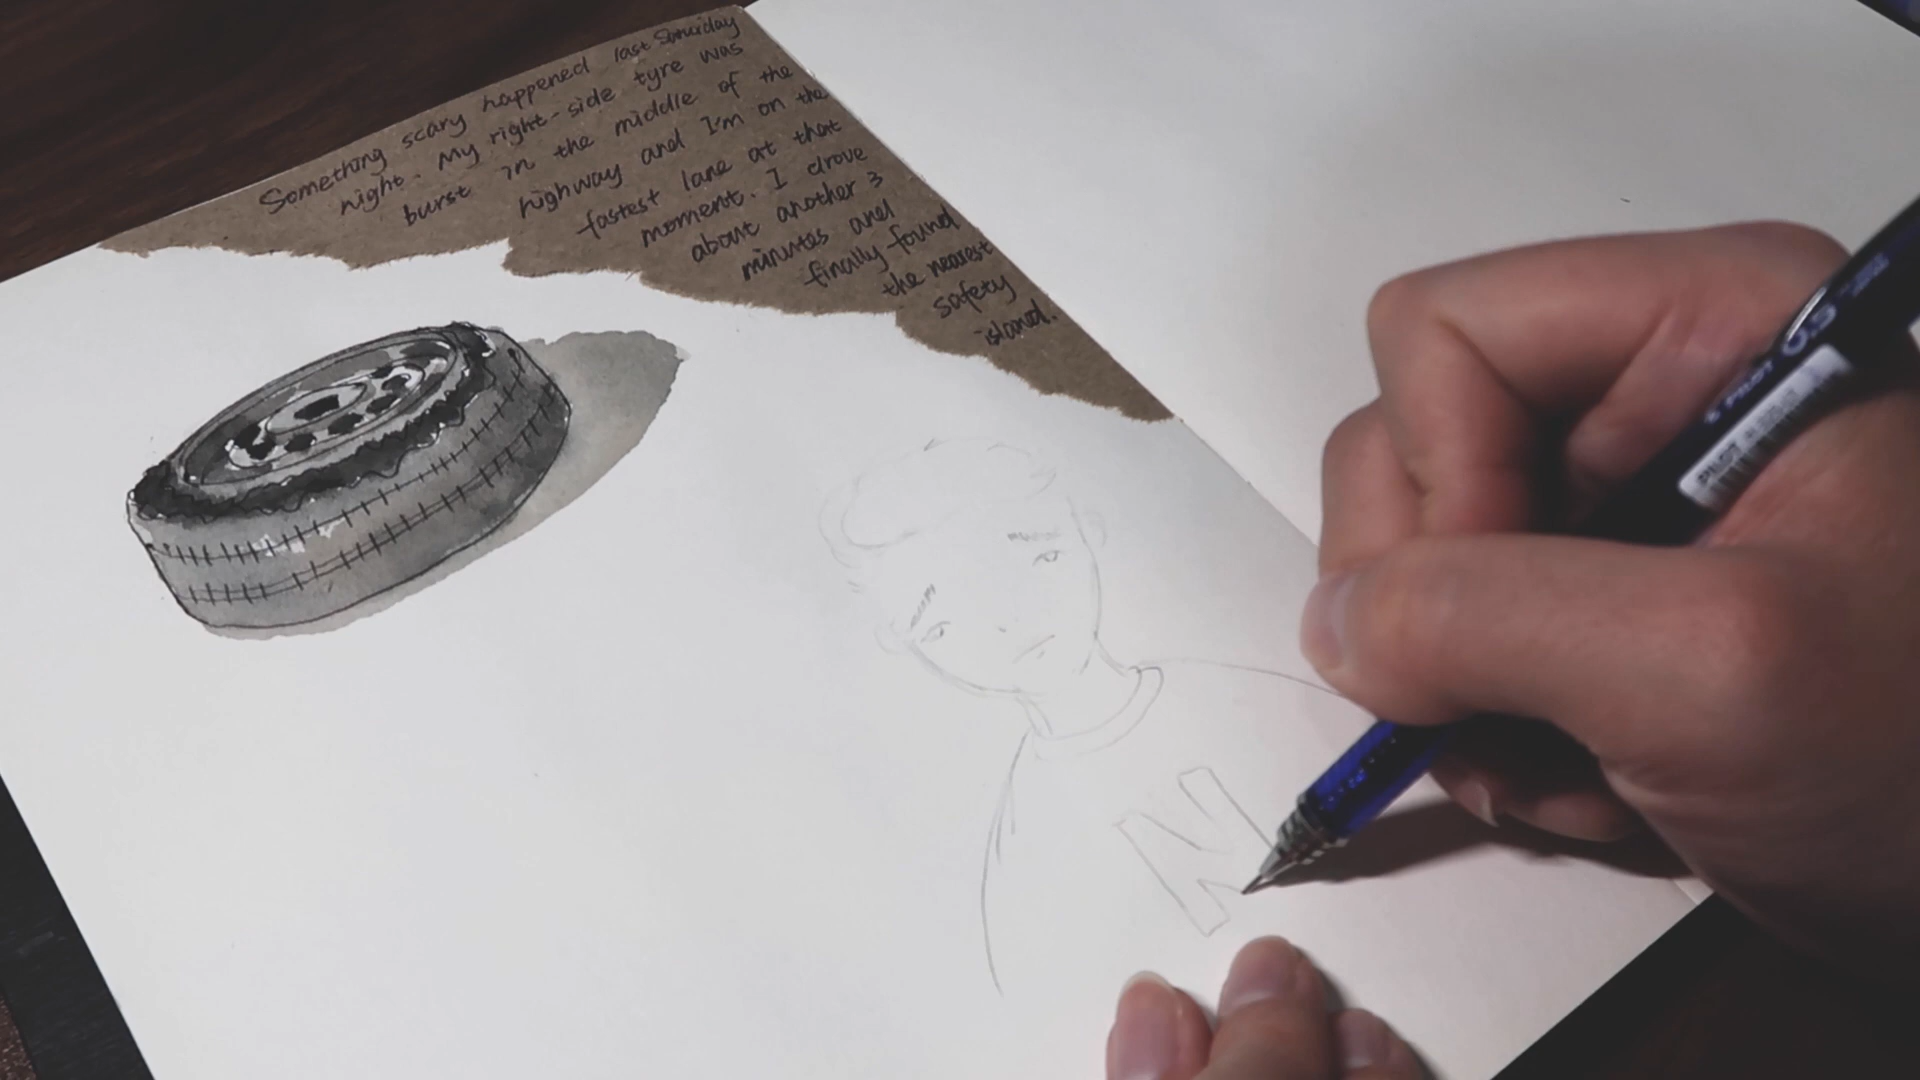 Something scary happened last Saturday
night. My right-side tyre was
burst in the middle of the
highway and I'm on the
fastest lane at that
moment. I drove
about another 3
minutes and
finally found
the nearest
safety
island.
N
PILOT 0.5